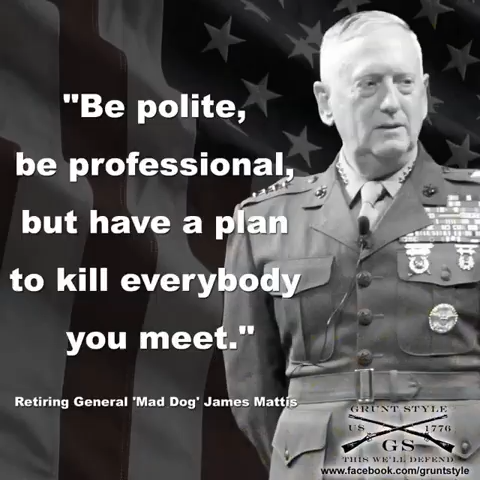 "Be polite,
be professional,
but have a plan
to kill everybody
you meet."
Retiring General 'Mad Dog' James Mattis
GRUNT STYLE
US 1776
GS
THIS WE'LL DEFEND
www.facebook.com/gruntstyle